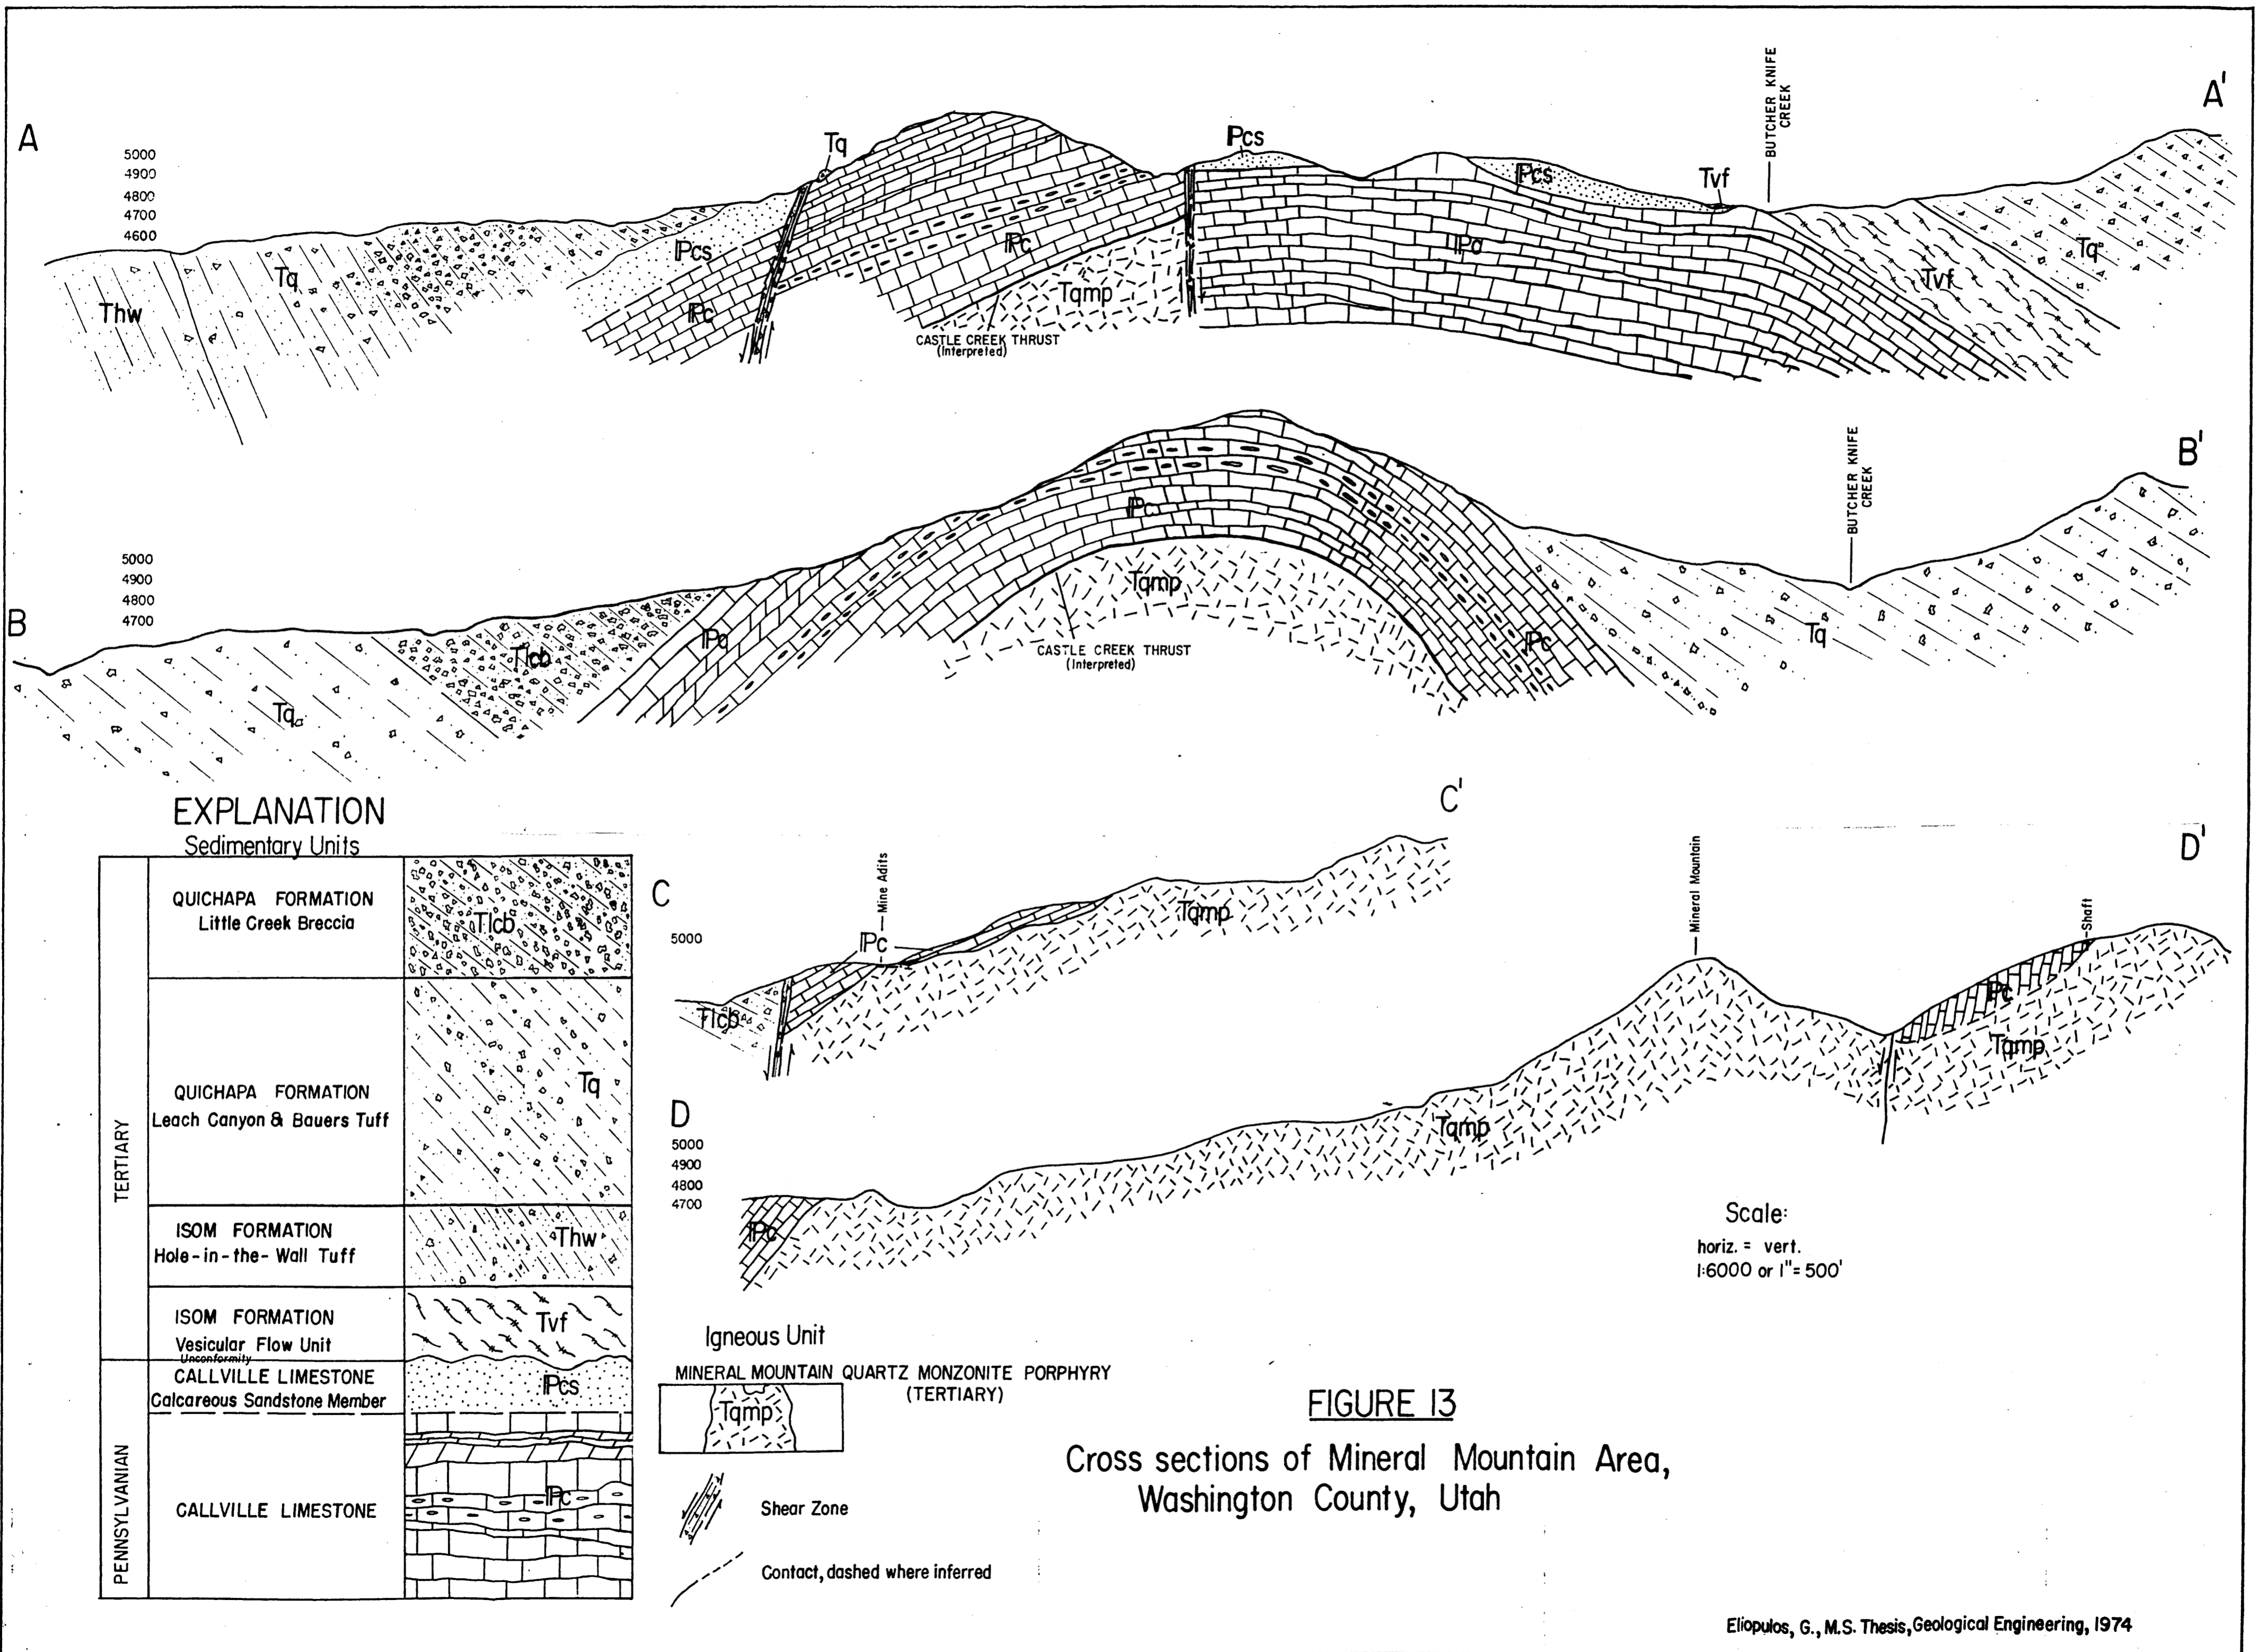 A
A'
BUTCHER KNIFE
CREEK
5000
4900
4800
4700
4600
Tq
IPcs
IPcs
Tvf
Thw
Tq
IPcs
IPc
IPc
Tqmp
IPc
Tvf
Tq
CASTLE CREEK THRUST
(Interpreted)
B
B'
BUTCHER KNIFE
CREEK
5000
4900
4800
4700
Tq
Tlcb
IPc
IPc
Tqmp
IPc
Tq
CASTLE CREEK THRUST
(Interpreted)
EXPLANATION
Sedimentary Units
TERTIARY
QUICHAPA FORMATION
Little Creek Breccia
Tlcb
QUICHAPA FORMATION
Leach Canyon & Bauers Tuff
Tq
ISOM FORMATION
Hole-in-the-Wall Tuff
Thw
ISOM FORMATION
Vesicular Flow Unit
Tvf
Unconformity
PENNSYLVANIAN
CALLVILLE LIMESTONE
Calcareous Sandstone Member
IPcs
CALLVILLE LIMESTONE
IPc
C
C'
Mine Adits
5000
IPc
Tlcb
Tqmp
D
D'
Mineral Mountain
Shaft
5000
4900
4800
4700
IPc
Tqmp
IPc
Tqmp
Scale:
horiz. = vert.
1:6000 or 1"= 500'
Igneous Unit
MINERAL MOUNTAIN QUARTZ MONZONITE PORPHYRY
(TERTIARY)
Tqmp
Shear Zone
Contact, dashed where inferred
FIGURE 13
Cross sections of Mineral Mountain Area,
Washington County, Utah
Eliopulos, G., M.S. Thesis, Geological Engineering, 1974